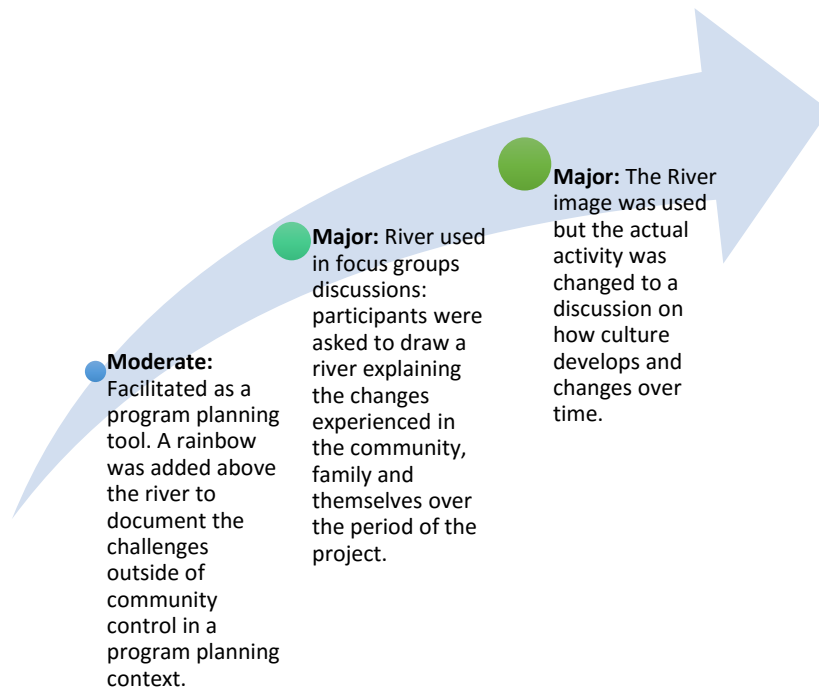 Moderate:
Facilitated as a
program planning
tool. A rainbow
was added above
the river to
document the
challenges
outside of
community
control in a
program planning
context.
Major: River used
in focus groups
discussions:
participants were
asked to draw a
river explaining
the changes
experienced in
the community,
family and
themselves over
the period of the
project.
Major: The River
image was used
but the actual
activity was
changed to a
discussion on
how culture
develops and
changes over
time.